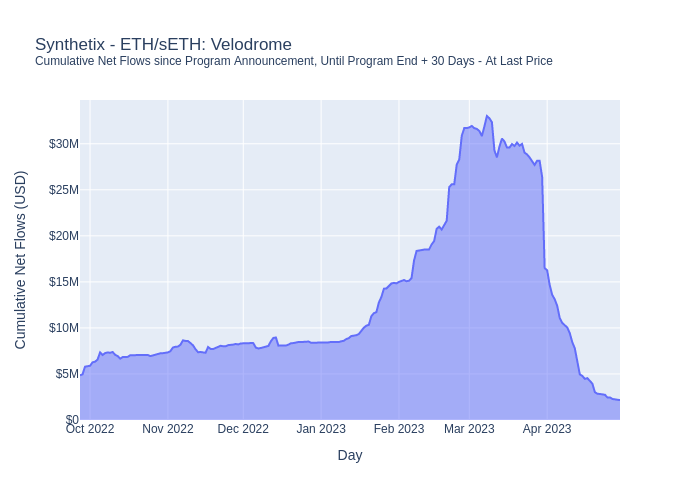 Synthetix - ETH/sETH: Velodrome
Cumulative Net Flows since Program Announcement, Until Program End + 30 Days - At Last Price
Cumulative Net Flows (USD)
$30M
$25M
$20M
$15M
$10M
$5M
$0
Oct 2022
Nov 2022
Dec 2022
Jan 2023
Feb 2023
Mar 2023
Apr 2023
Day